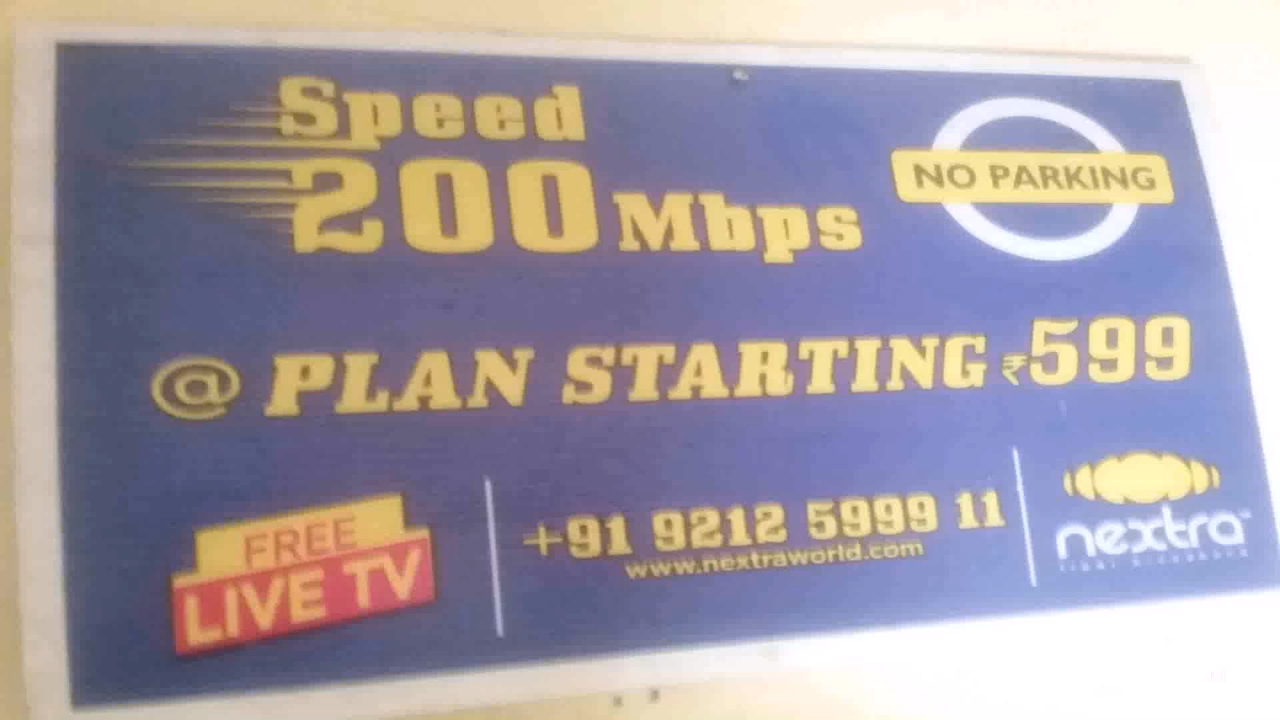 Speed
200 Mbps
NO PARKING
@ PLAN STARTING ₹599
FREE
LIVE TV
+91 9212 5999 11
www.nextraworld.com
nextra